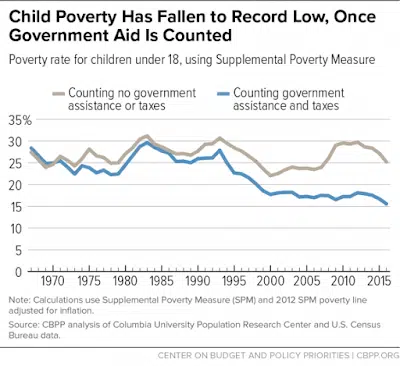 Child Poverty Has Fallen to Record Low, Once
Government Aid Is Counted
Poverty rate for children under 18, using Supplemental Poverty Measure
Counting no government
assistance or taxes
Counting government
assistance and taxes
35%
30
25
20
15
10
5
0
1970 1975 1980 1985 1990 1995 2000 2005 2010 2015
Note: Calculations use Supplemental Poverty Measure (SPM) and 2012 SPM poverty line
adjusted for inflation.
Source: CBPP analysis of Columbia University Population Research Center and U.S. Census
Bureau data.
CENTER ON BUDGET AND POLICY PRIORITIES | CBPP.ORG